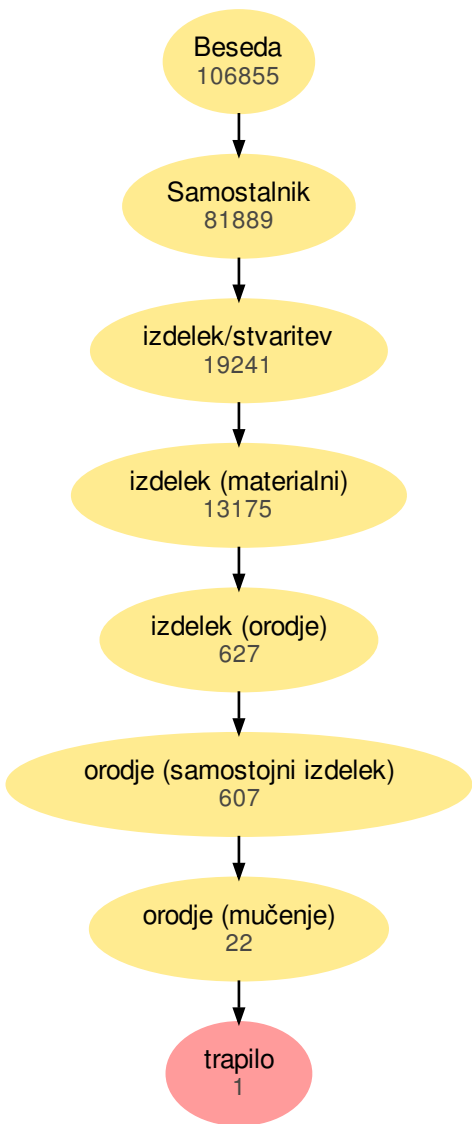 Beseda
106855
Samostalnik
81889
izdelek/stvaritev
19241
izdelek (materialni)
13175
izdelek (orodje)
627
orodje (samostojni izdelek)
607
orodje (mučenje)
22
trapilo
1